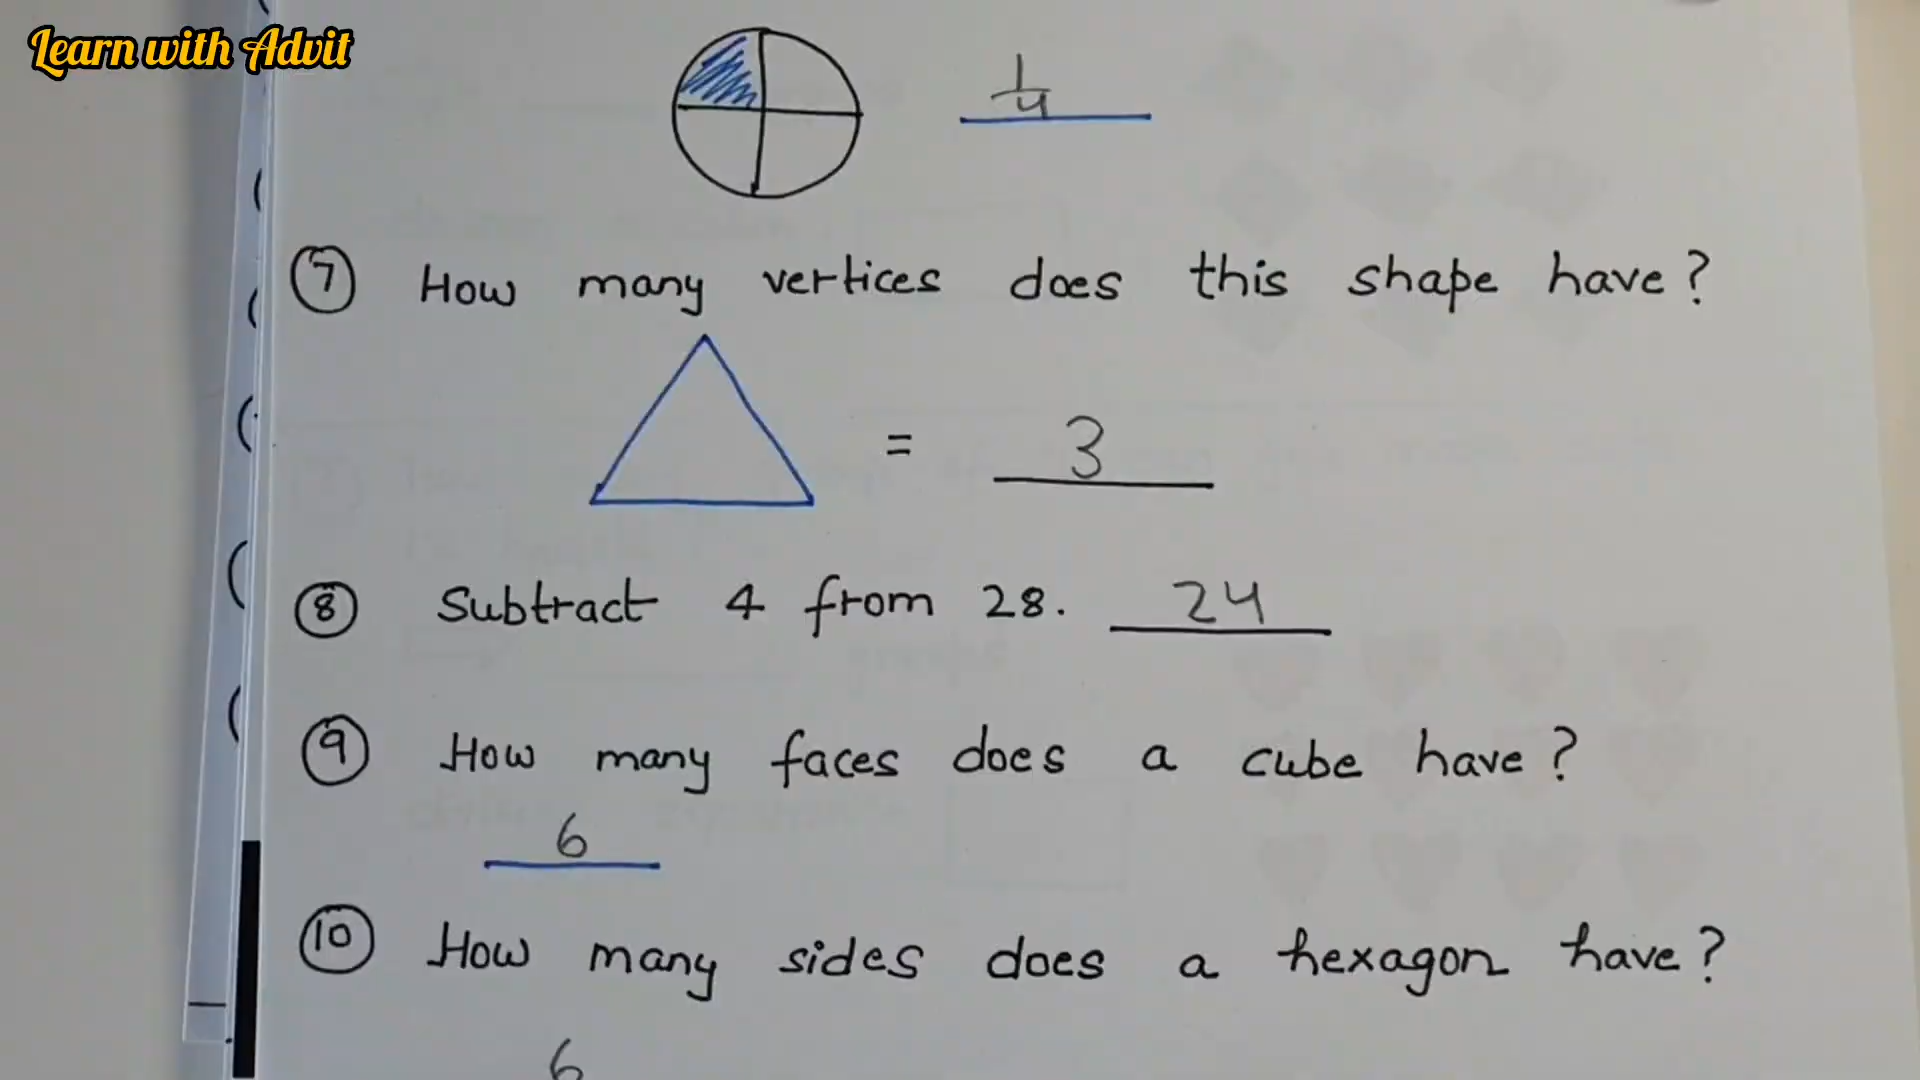 Learn with Advit
1/4
7 How many vertices does this shape have?
= 3
8 Subtract 4 from 28. 24
9 How many faces does a cube have?
6
10 How many sides does a hexagon have?
6